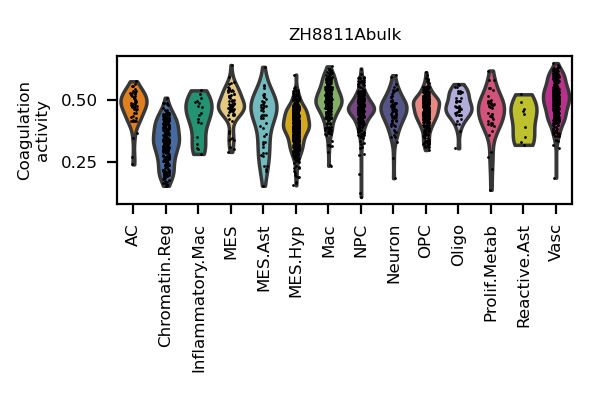 ZH8811Abulk
Coagulation
activity
0.50
0.25
AC
Chromatin.Reg
Inflammatory.Mac
MES
MES.Ast
MES.Hyp
Mac
NPC
Neuron
OPC
Oligo
Prolif.Metab
Reactive.Ast
Vasc